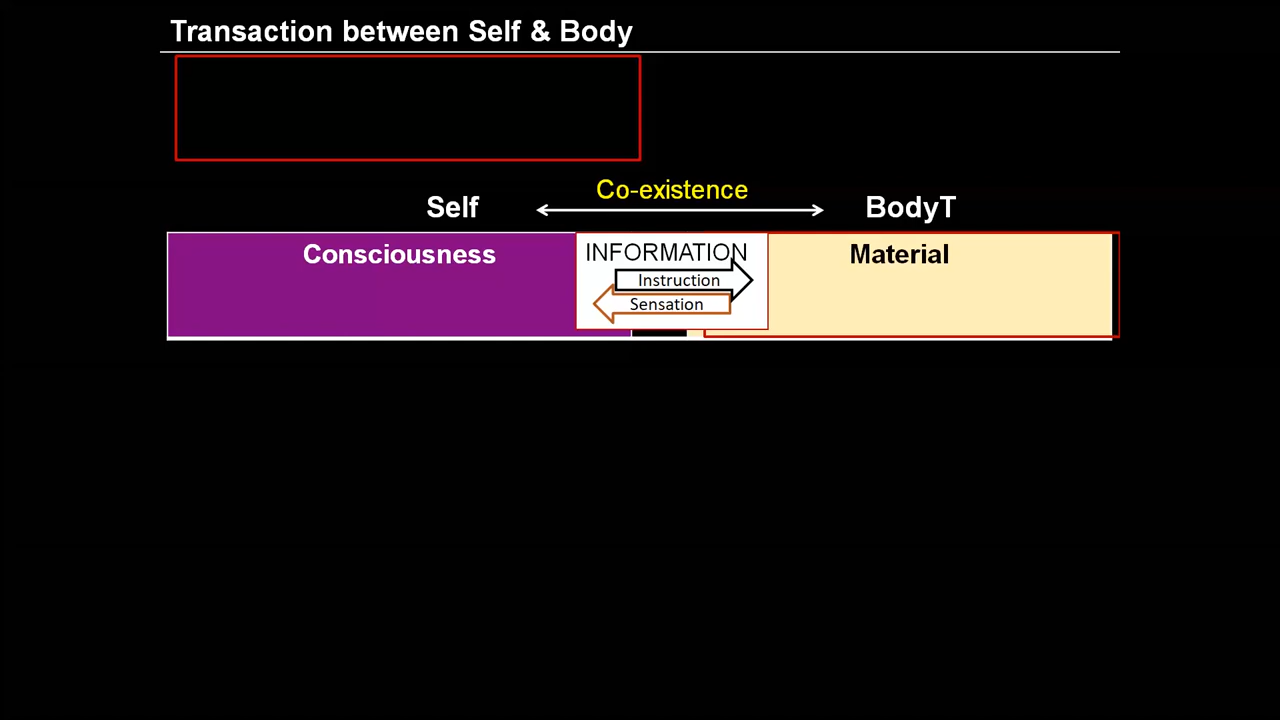 Transaction between Self & Body
Co-existence
Self
BodyT
Consciousness
INFORMATION
Material
Instruction
Sensation